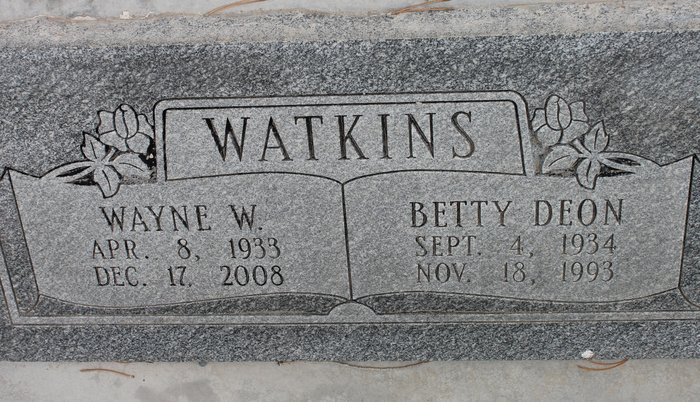 WATKINS
WAYNE W.
APR. 8, 1933
DEC. 17, 2008
BETTY DEON
SEPT. 4, 1934
NOV. 18, 1993